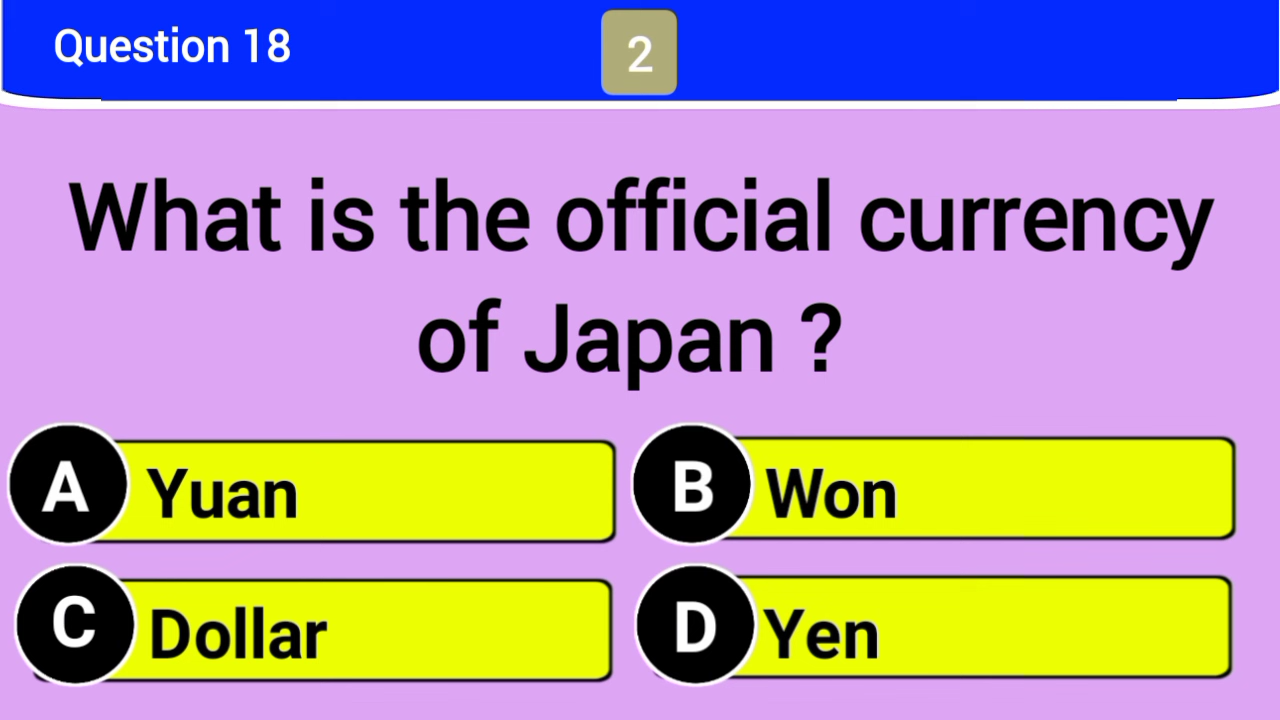 Question 18
2
What is the official currency
of Japan ?
A Yuan
B Won
C Dollar
D Yen